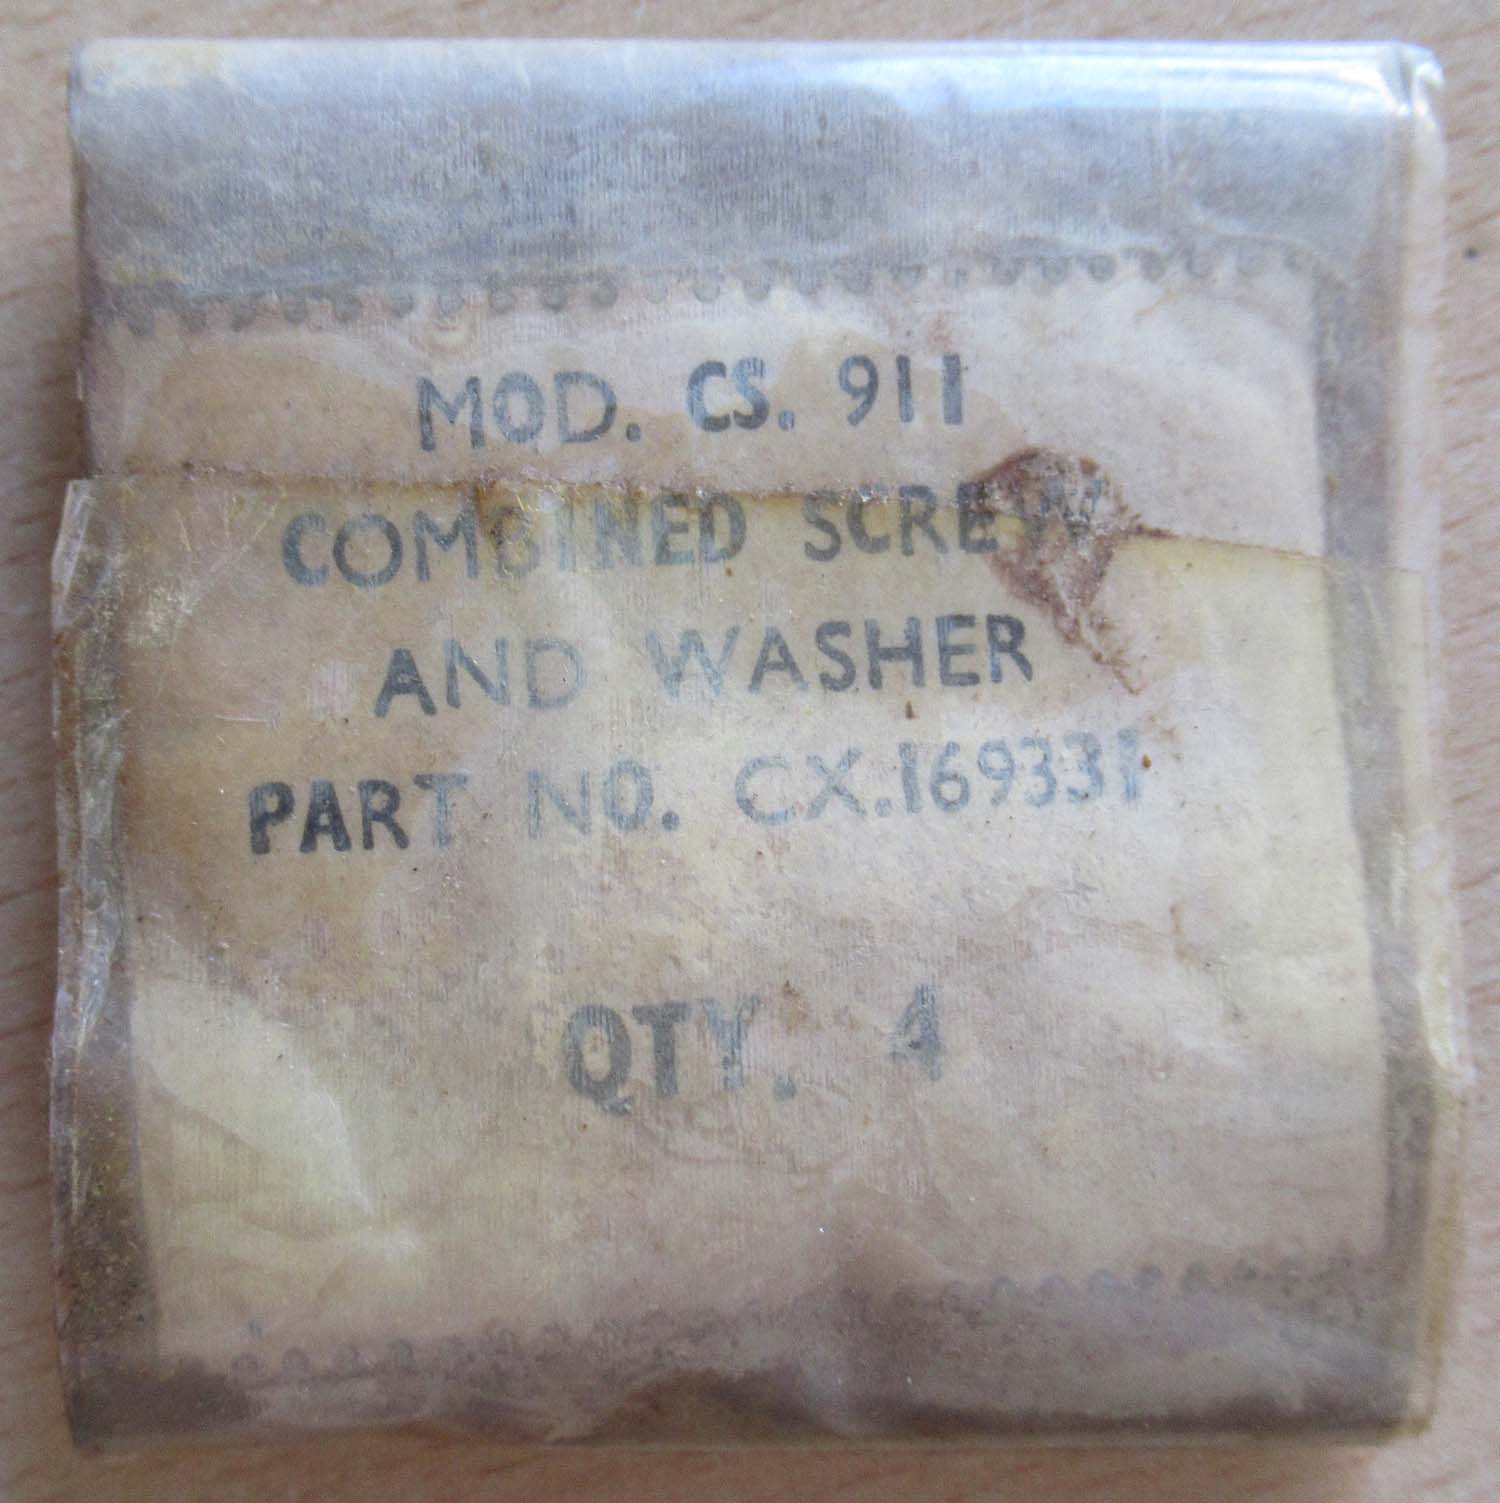 MOD. CS. 911
COMBINED SCREW
AND WASHER
PART NO. CX.169331
QTY. 4